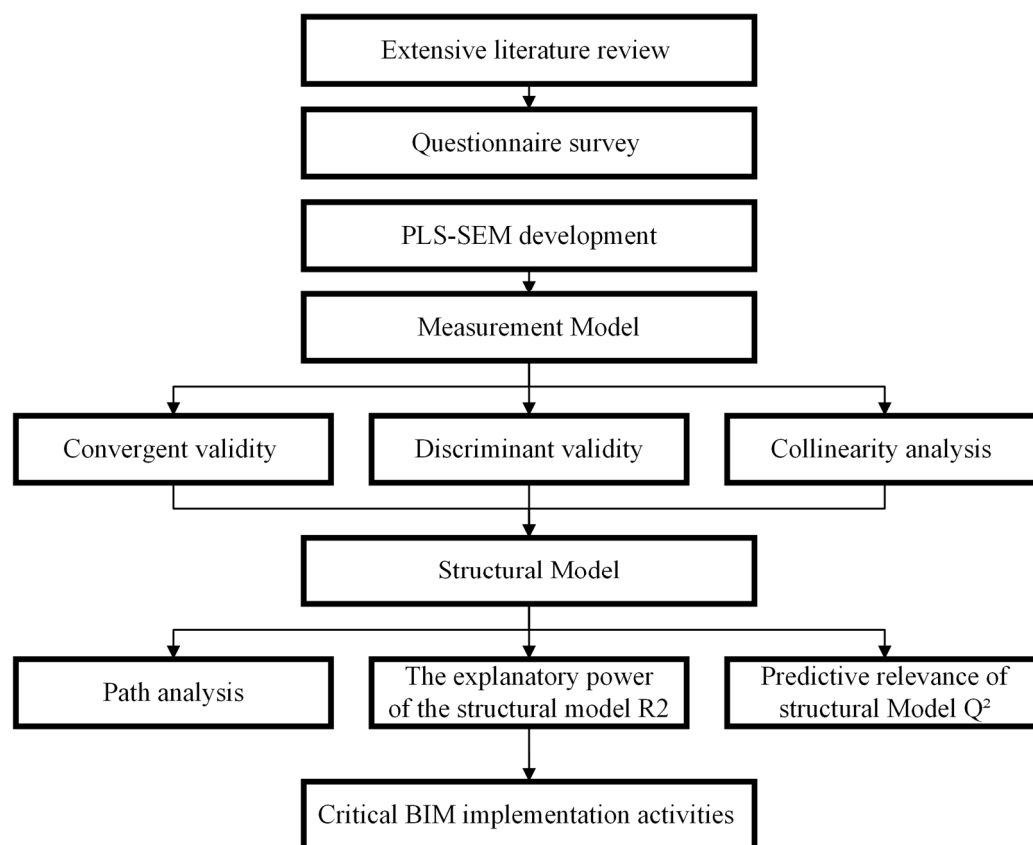 Extensive literature review
Questionnaire survey
PLS-SEM development
Measurement Model
Convergent validity
Discriminant validity
Collinearity analysis
Structural Model
Path analysis
The explanatory power
of the structural model R2
Predictive relevance of
structural Model Q²
Critical BIM implementation activities